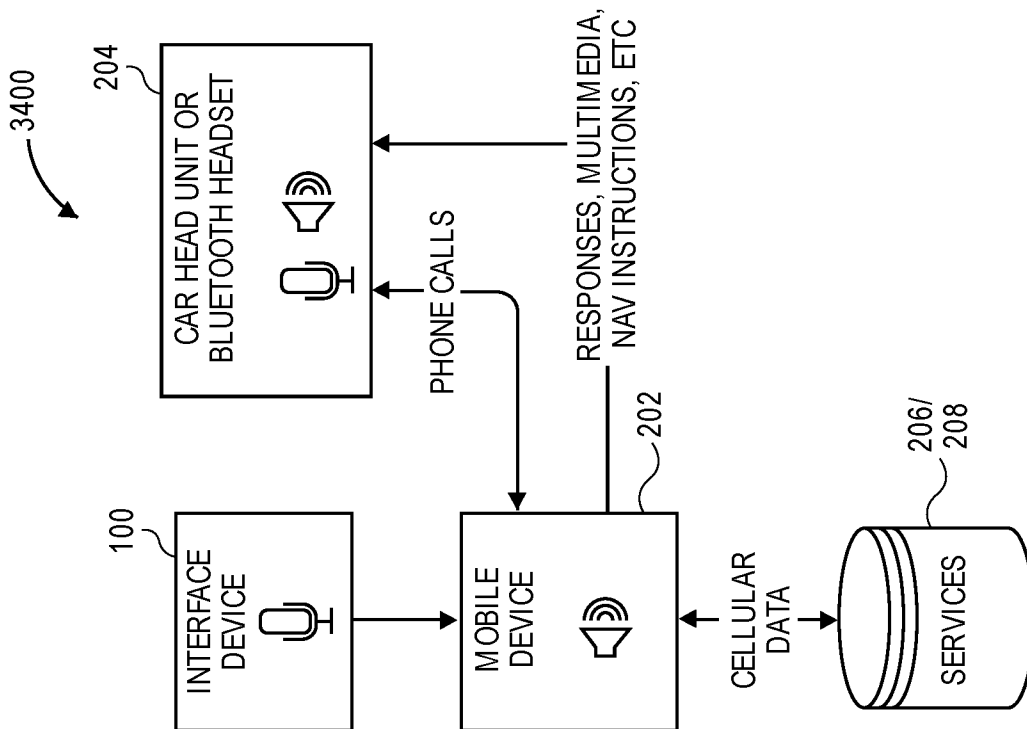 3400
204
CAR HEAD UNIT OR
BLUETOOTH HEADSET
100
INTERFACE
DEVICE
PHONE CALLS
RESPONSES, MULTIMEDIA,
NAV INSTRUCTIONS, ETC
202
MOBILE
DEVICE
CELLULAR
DATA
206/
208
SERVICES